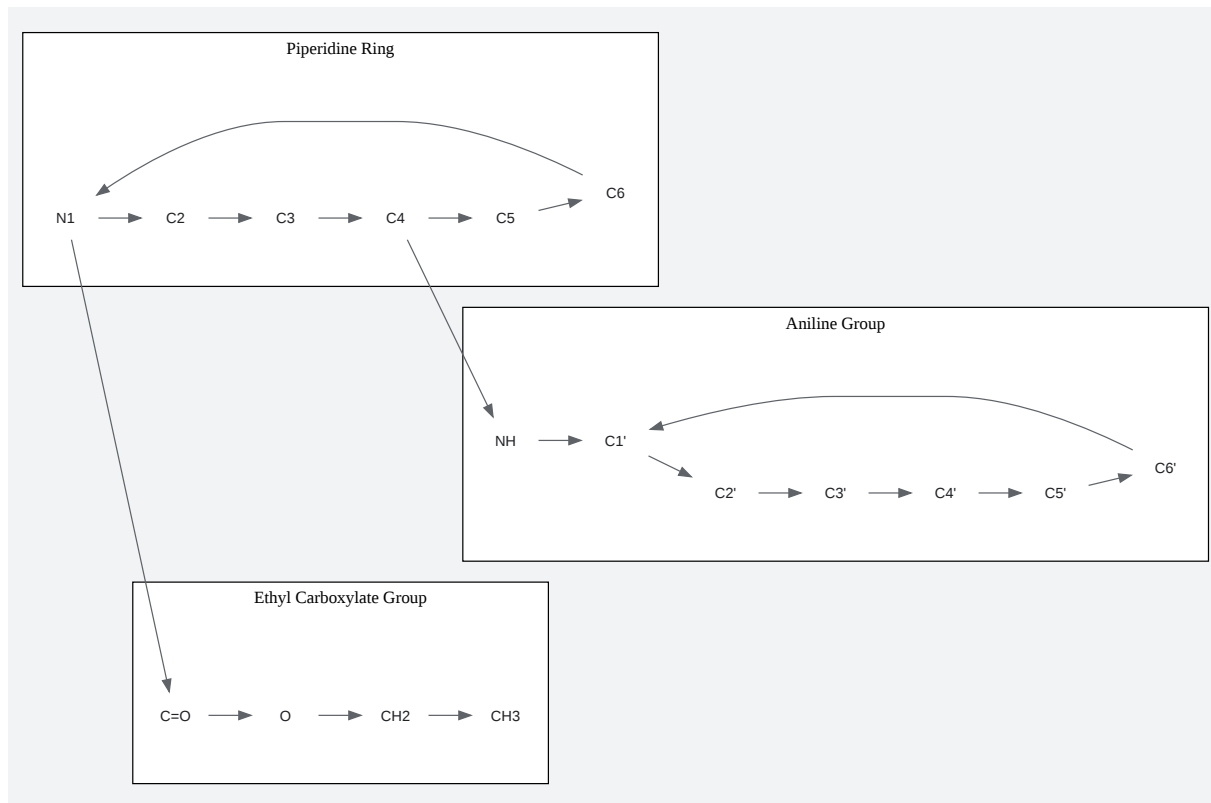 Piperidine Ring
C6
N1 C2 C3 C4 C5
Aniline Group
NH C1'
C6'
C2' C3' C4' C5'
Ethyl Carboxylate Group
C=O O CH2 CH3